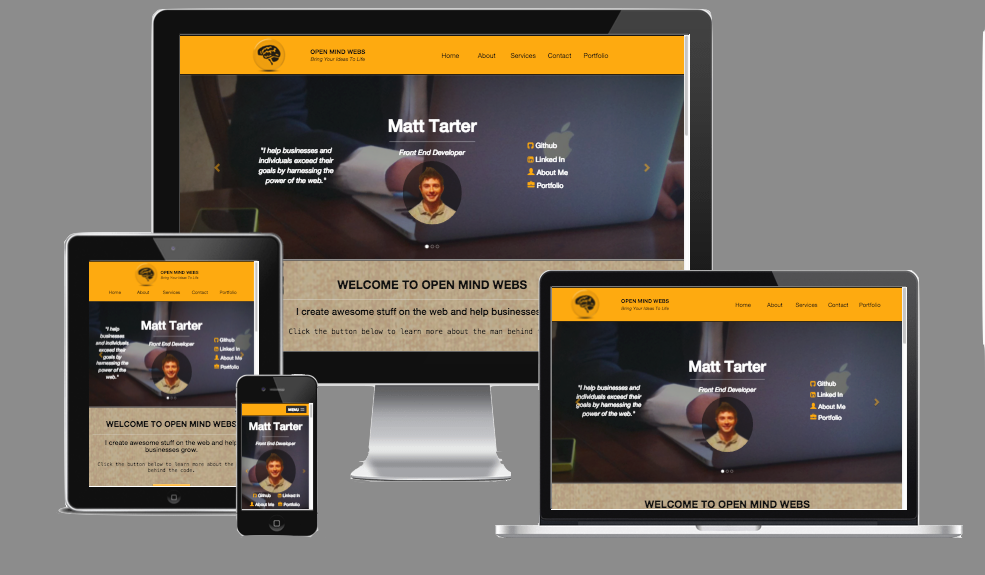 OPEN MIND WEBS
Bring Your Ideas To Life
Home About Services Contact Portfolio
Matt Tarter
Front End Developer
"I help businesses and
individuals exceed their
goals by harnessing the
power of the web."
Github
Linked In
About Me
Portfolio
WELCOME TO OPEN MIND WEBS
I create awesome stuff on the web and help businesses
Click the button below to learn more about the man behind
OPEN MIND WEBS
Bring Your Ideas To Life
Home About Services Contact Portfolio
"I help
businesses
and individuals
exceed their
goals by
harnessing the
power of the
web."
Matt Tarter
Front End Developer
Github
Linked In
About Me
Portfolio
WELCOME TO OPEN MIND WEBS
I create awesome stuff on the web and help
businesses grow.
Click the button below to learn more about the
behind the code.
MENU
Matt Tarter
Front End Developer
Github Linked In
About Me Portfolio
OPEN MIND WEBS
Bring Your Ideas To Life
Home About Services Contact Portfolio
Matt Tarter
Front End Developer
"I help businesses and
individuals exceed their
goals by harnessing the
power of the web."
Github
Linked In
About Me
Portfolio
WELCOME TO OPEN MIND WEBS